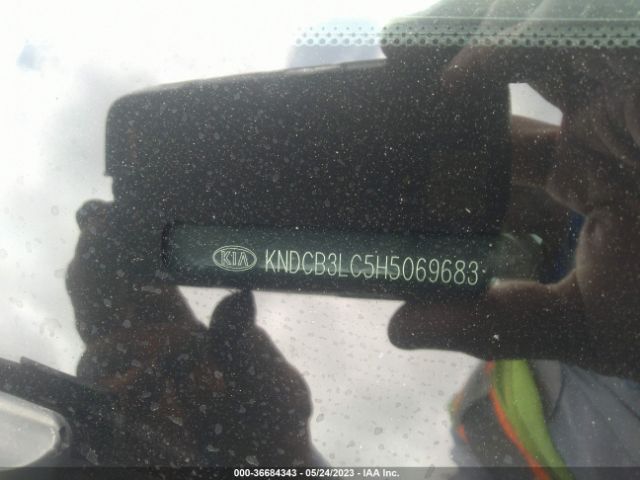 KIA KNDCB3LC5H5069683
000-36684343 / 05/24/2023 - IAA Inc.